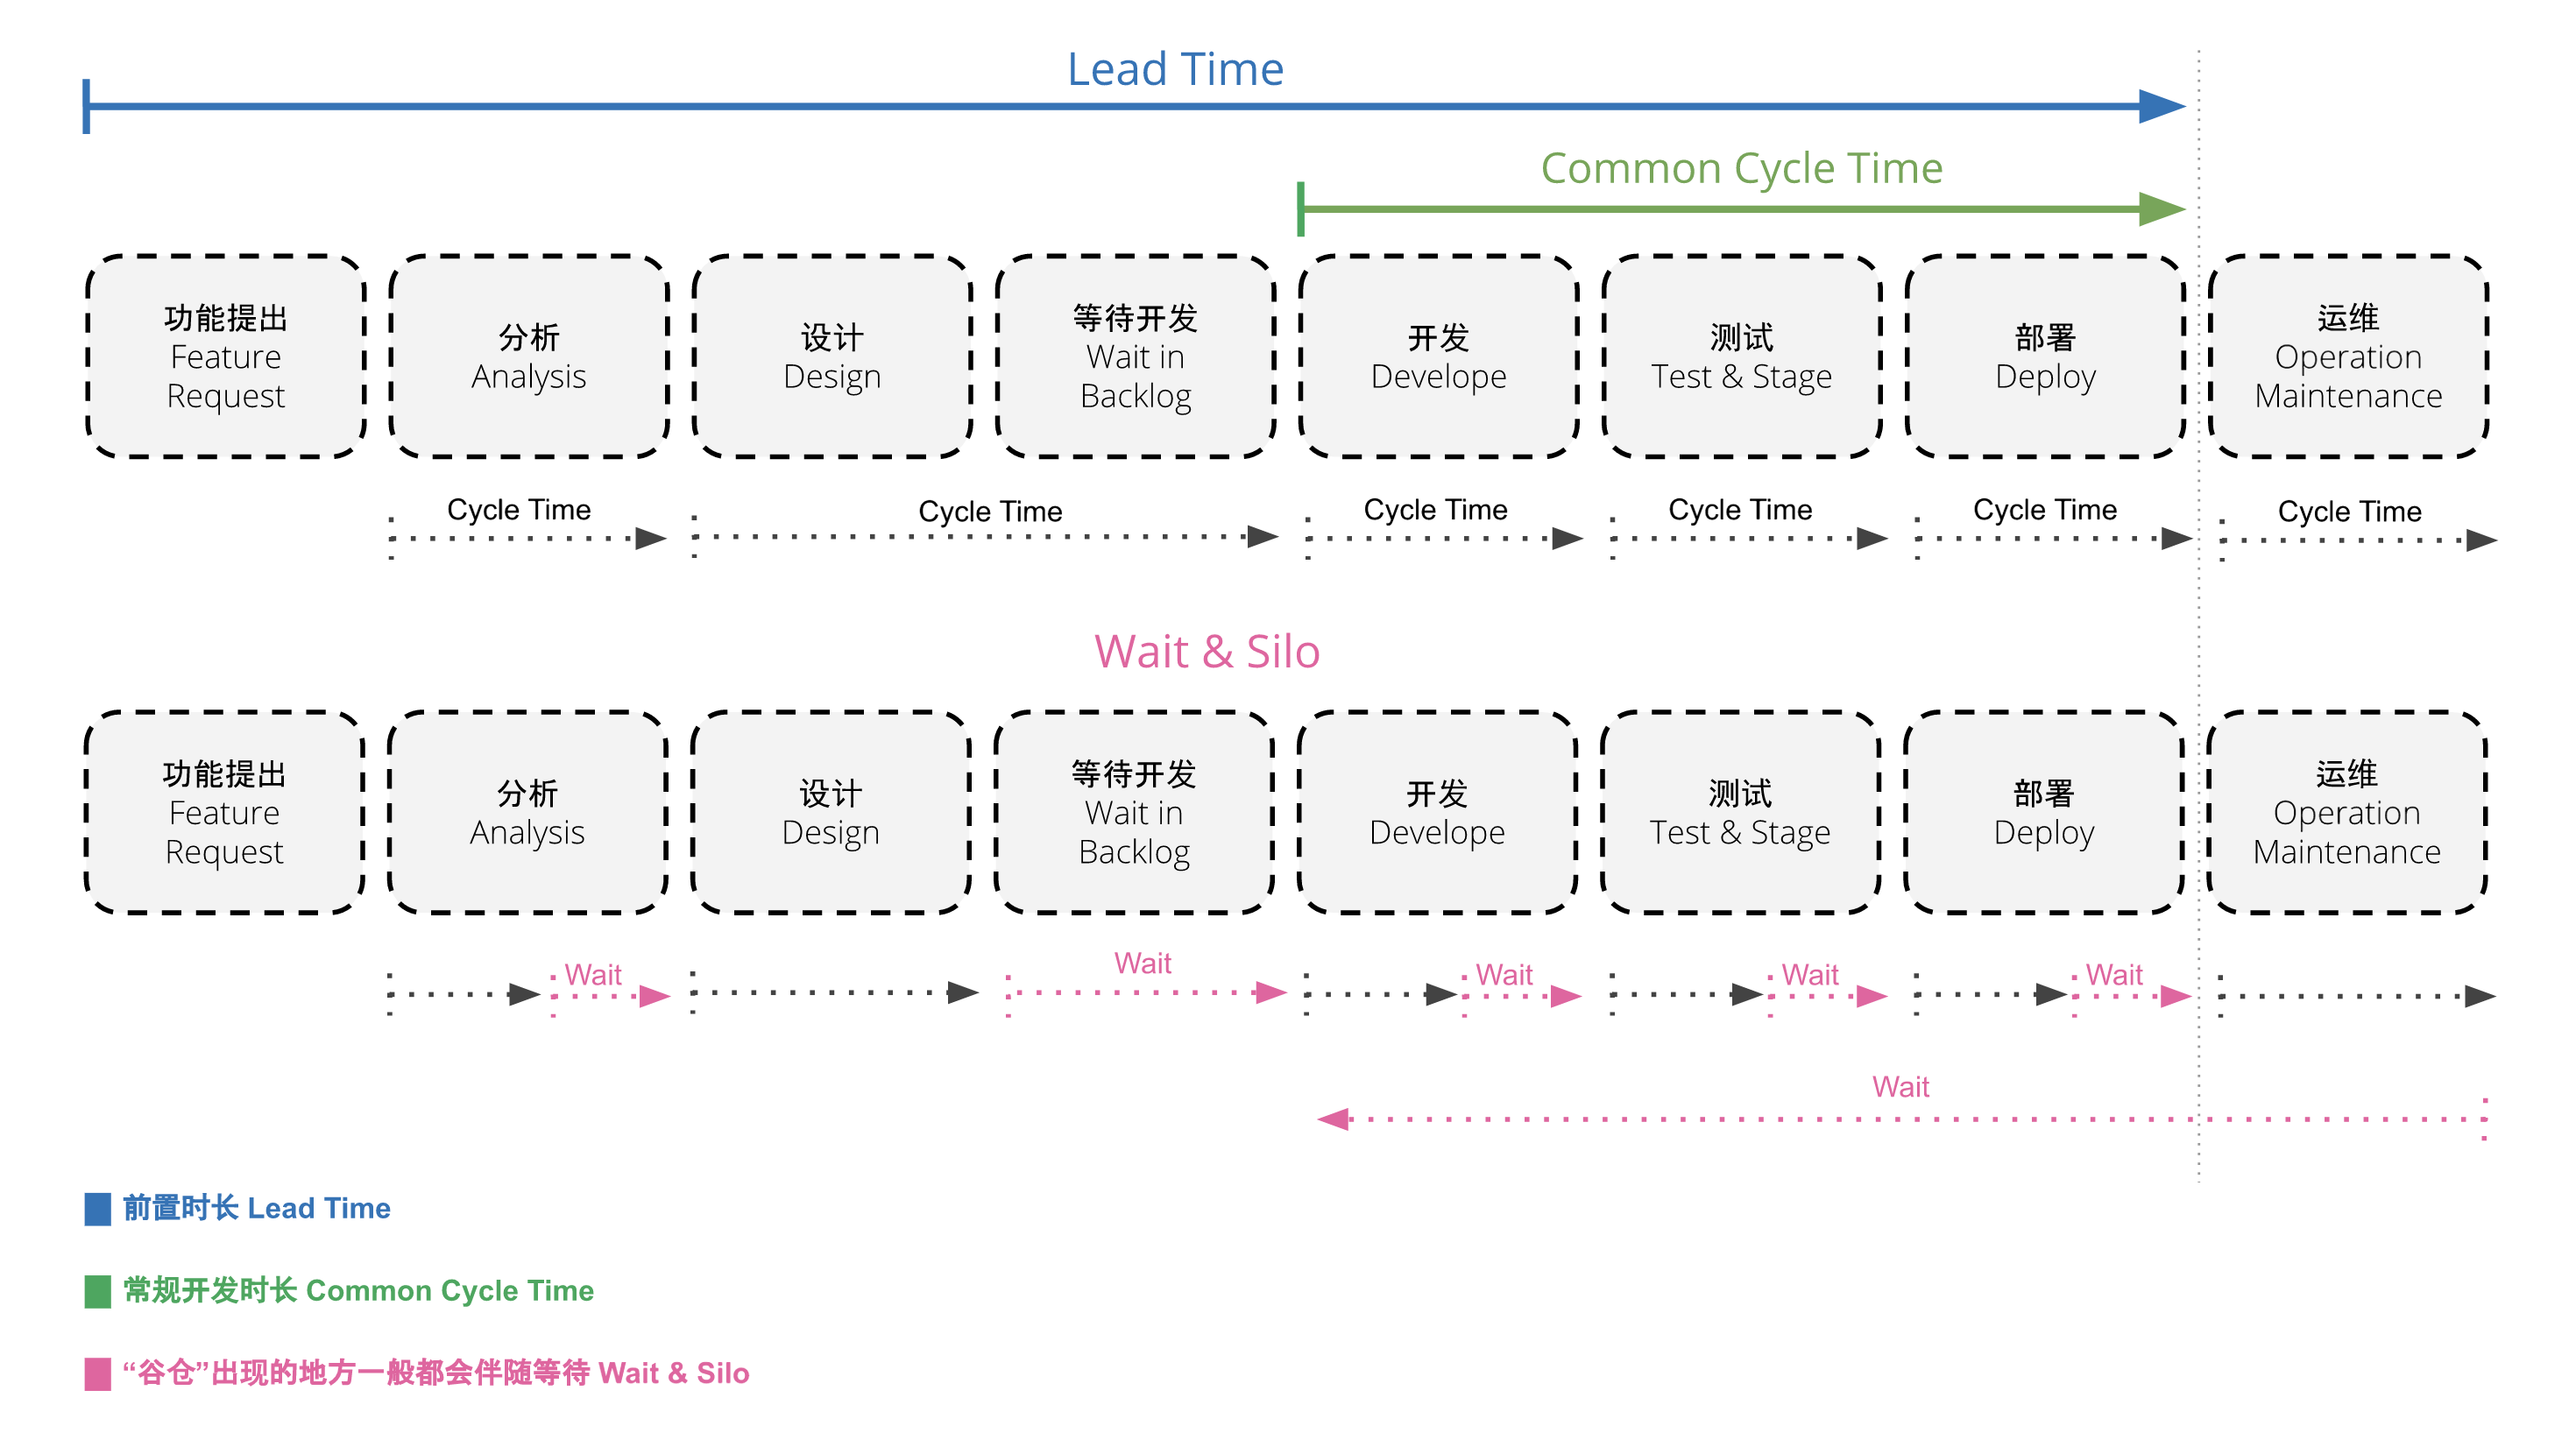 Lead Time
Common Cycle Time
功能提出
Feature
Request
分析
Analysis
设计
Design
等待开发
Wait in
Backlog
开发
Develope
测试
Test & Stage
部署
Deploy
运维
Operation
Maintenance
Cycle Time
Cycle Time
Cycle Time
Cycle Time
Cycle Time
Cycle Time
Wait & Silo
功能提出
Feature
Request
分析
Analysis
设计
Design
等待开发
Wait in
Backlog
开发
Develope
测试
Test & Stage
部署
Deploy
运维
Operation
Maintenance
Wait
Wait
Wait
Wait
Wait
Wait
前置时长 Lead Time
常规开发时长 Common Cycle Time
“谷仓”出现的地方一般都会伴随等待 Wait & Silo